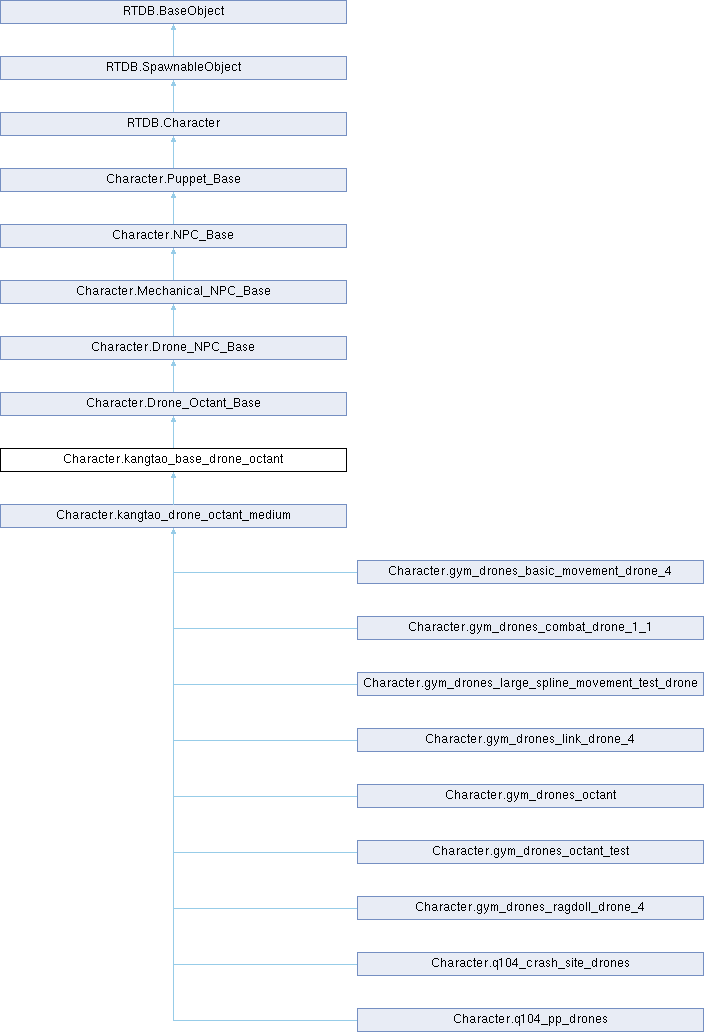 RTDB.BaseObject
RTDB.SpawnableObject
RTDB.Character
Character.Puppet_Base
Character.NPC_Base
Character.Mechanical_NPC_Base
Character.Drone_NPC_Base
Character.Drone_Octant_Base
Character.kangtao_base_drone_octant
Character.kangtao_drone_octant_medium
Character.gym_drones_basic_movement_drone_4
Character.gym_drones_combat_drone_1_1
Character.gym_drones_large_spline_movement_test_drone
Character.gym_drones_link_drone_4
Character.gym_drones_octant
Character.gym_drones_octant_test
Character.gym_drones_ragdoll_drone_4
Character.q104_crash_site_drones
Character.q104_pp_drones